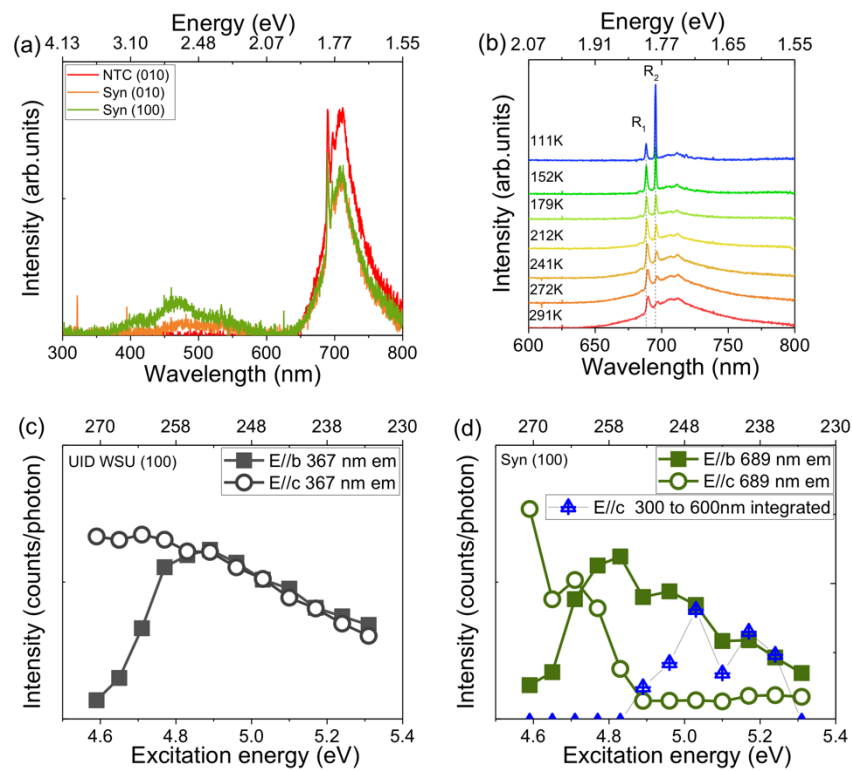 (a)
Energy (eV)
4.13 3.10 2.48 2.07 1.77 1.55
NTC (010)
Syn (010)
Syn (100)
Intensity (arb.units)
300 400 500 600 700 800
Wavelength (nm)
(b)
Energy (eV)
2.07 1.91 1.77 1.65 1.55
R2
R1
111K
152K
179K
212K
241K
272K
291K
Intensity (arb.units)
600 650 700 750 800
Wavelength (nm)
(c)
270 258 248 238 230
UID WSU (100)
E//b 367 nm em
E//c 367 nm em
Intensity (counts/photon)
4.6 4.8 5.0 5.2 5.4
Excitation energy (eV)
(d)
270 258 248 238 230
Syn (100)
E//b 689 nm em
E//c 689 nm em
E//c 300 to 600nm integrated
Intensity (counts/photon)
4.6 4.8 5.0 5.2 5.4
Excitation energy (eV)